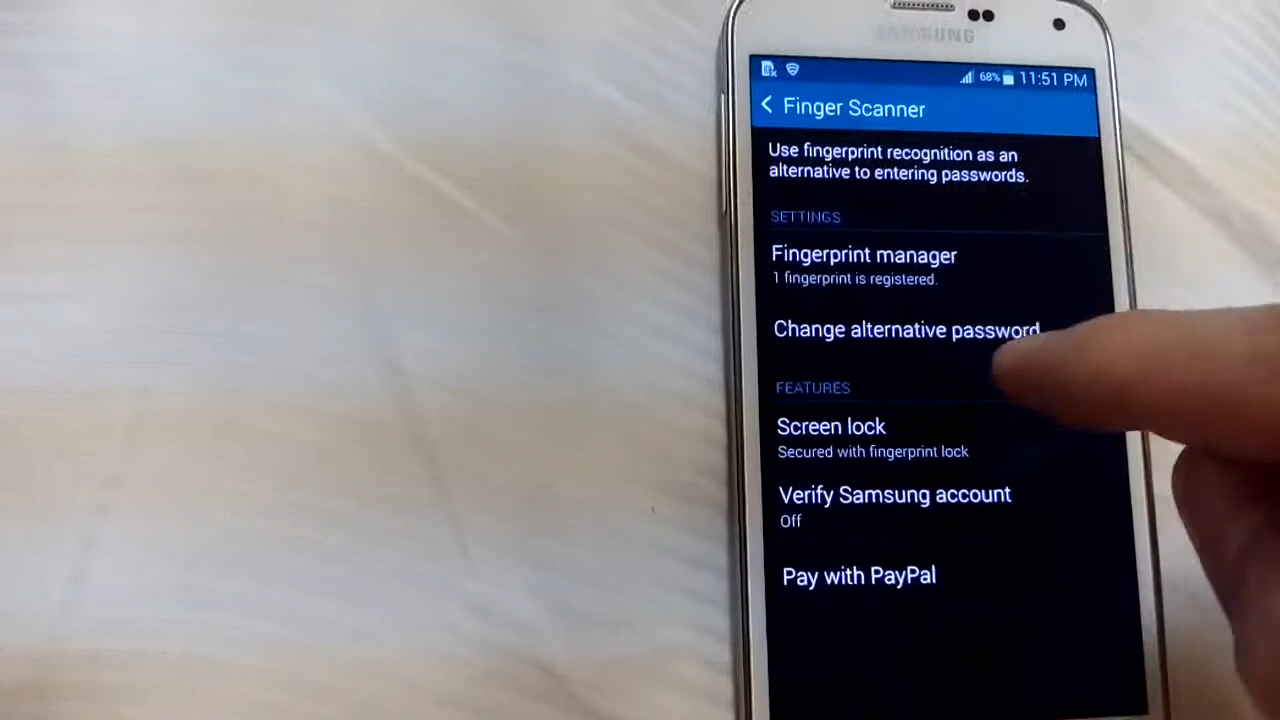 SAMSUNG
68% 11:51 PM
< Finger Scanner
Use fingerprint recognition as an
alternative to entering passwords.
SETTINGS
Fingerprint manager
1 fingerprint is registered.
Change alternative password
FEATURES
Screen lock
Secured with fingerprint lock
Verify Samsung account
Off
Pay with PayPal